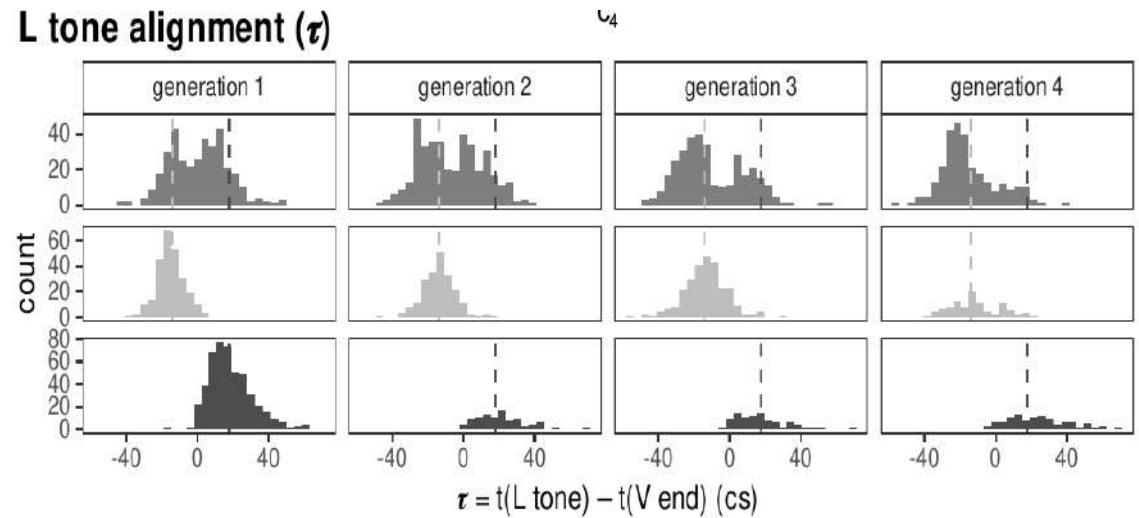 L tone alignment (τ)
c₄
generation 1 generation 2 generation 3 generation 4
40
20
0
60
40
20
0
80
60
40
20
0
count
-40 0 40 -40 0 40 -40 0 40 -40 0 40
τ = t(L tone) – t(V end) (cs)